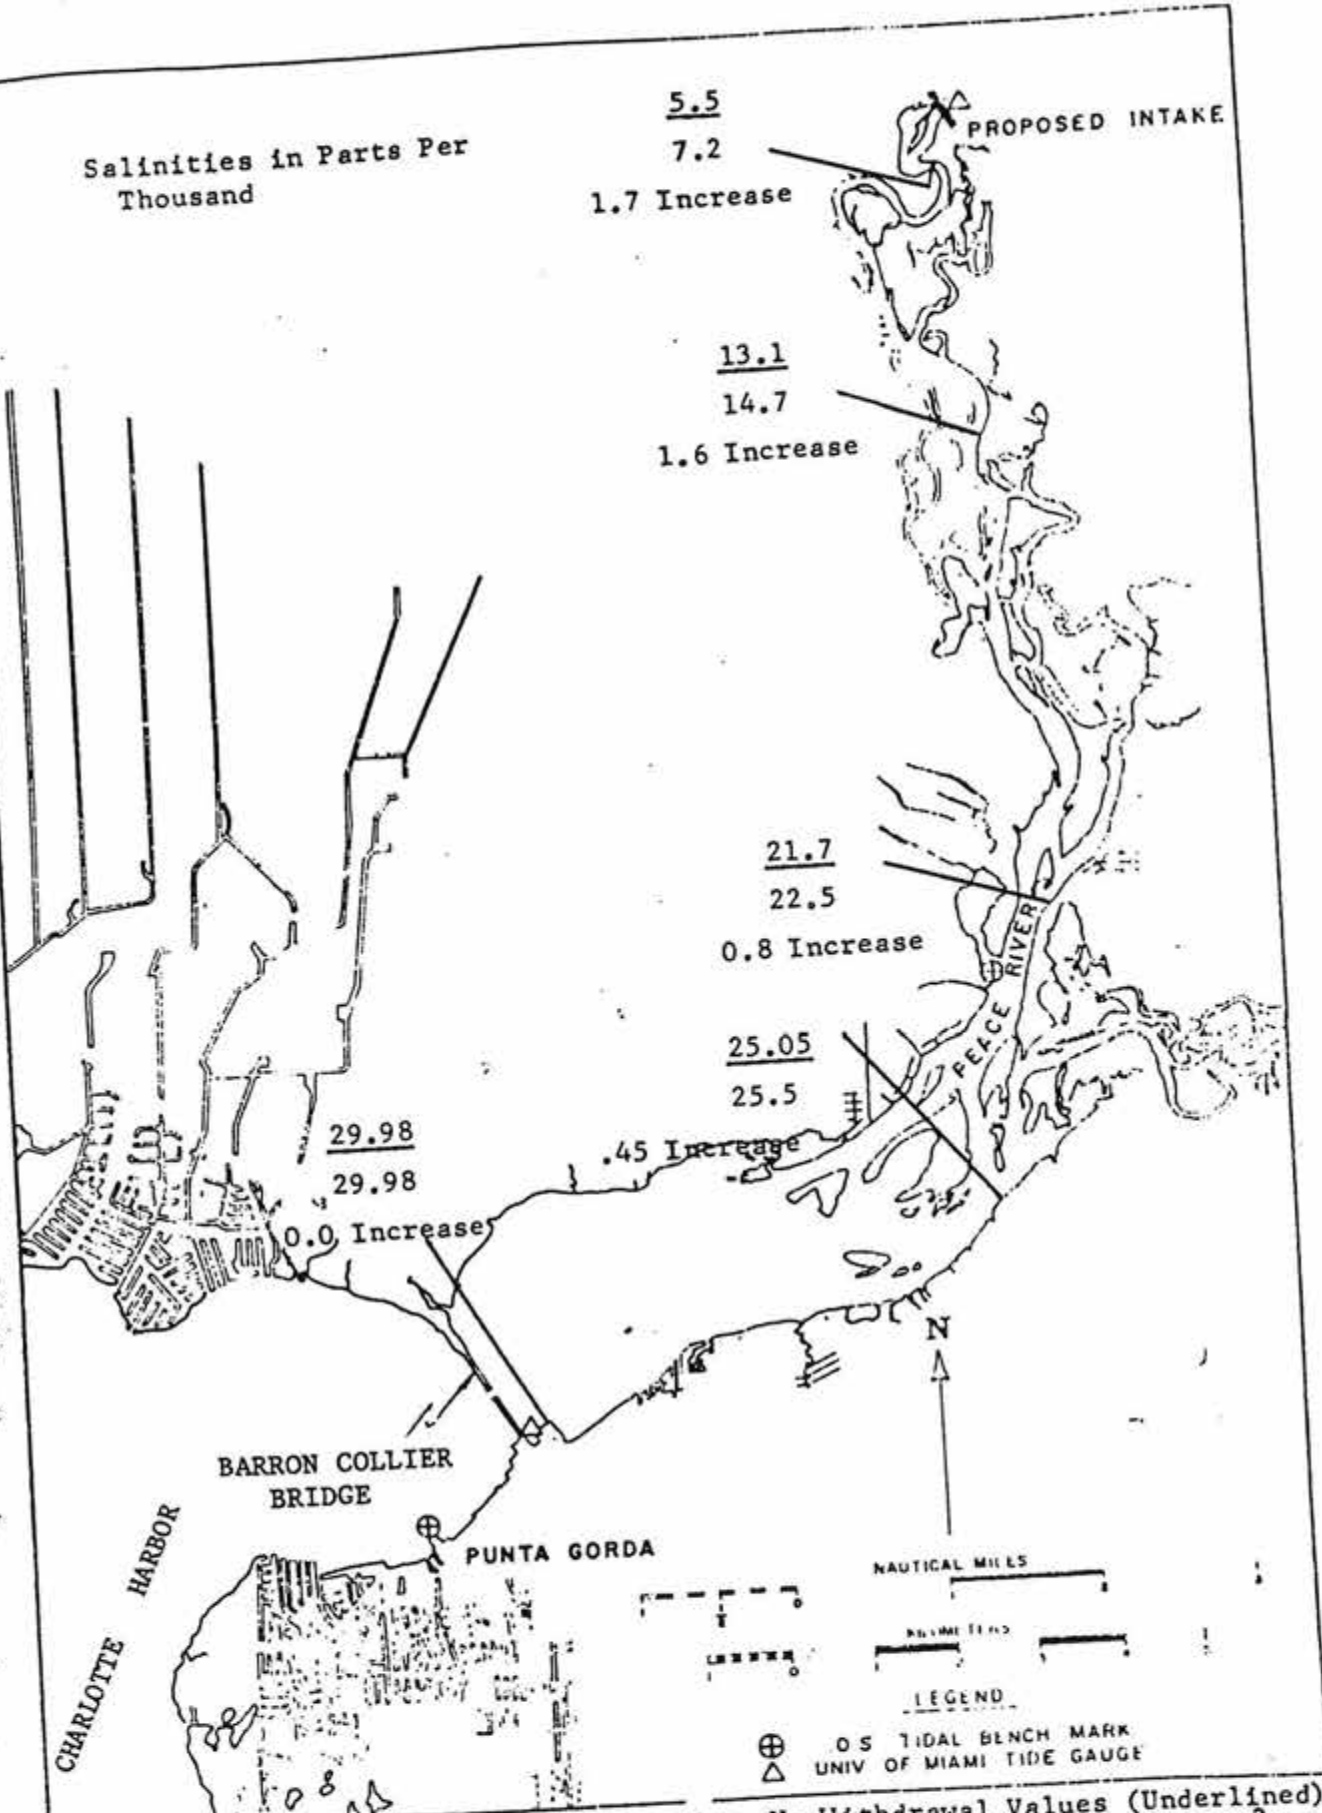 Salinities in Parts Per
Thousand
5.5
7.2
1.7 Increase
PROPOSED INTAKE
13.1
14.7
1.6 Increase
21.7
22.5
0.8 Increase
PEACE RIVER
25.05
25.5
.45 Increase
29.98
29.98
0.0 Increase
BARRON COLLIER
BRIDGE
CHARLOTTE HARBOR
PUNTA GORDA
N
NAUTICAL MILES
KILOMETERS
LEGEND
O S TIDAL BENCH MARK
UNIV OF MIAMI TIDE GAUGE
Withdrawal Values (Underlined)